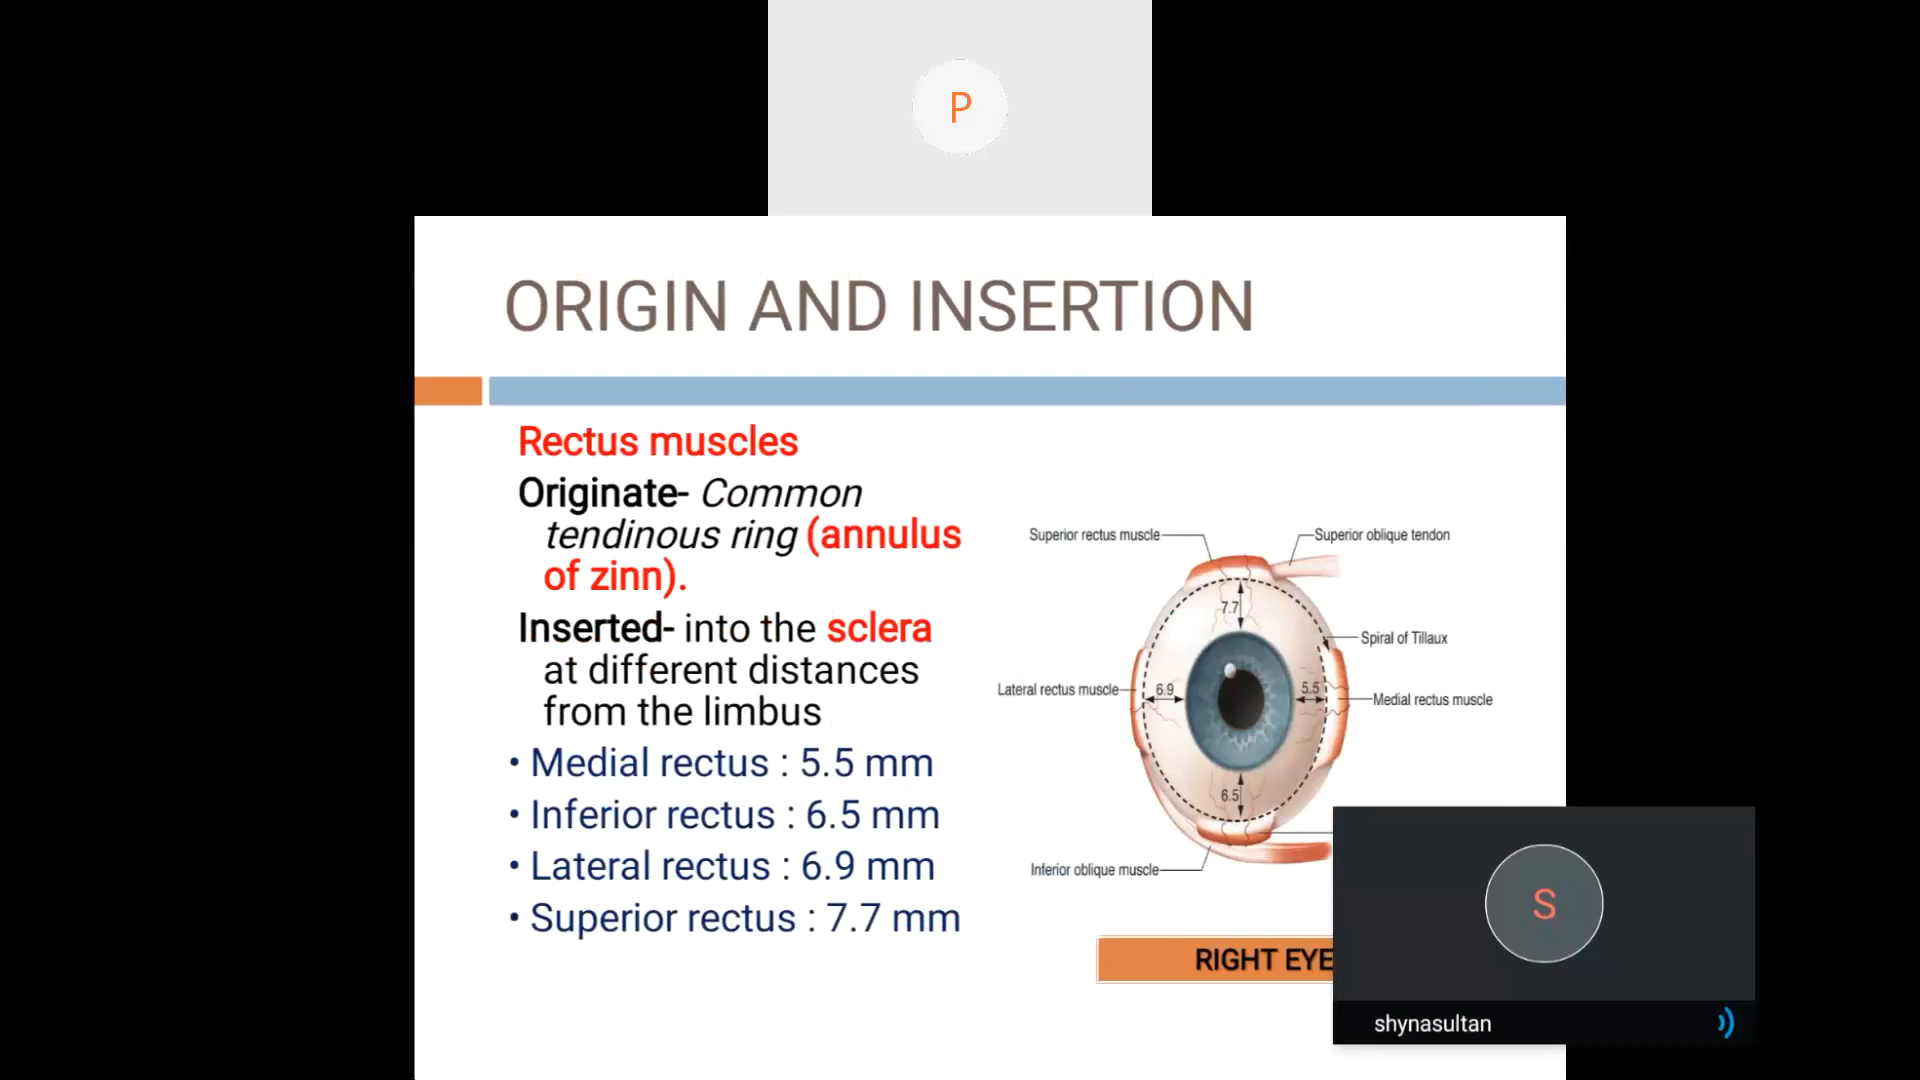 P
ORIGIN AND INSERTION
Rectus muscles
Originate- Common
tendinous ring (annulus
of zinn).
Inserted- into the sclera
at different distances
from the limbus
• Medial rectus : 5.5 mm
• Inferior rectus : 6.5 mm
• Lateral rectus : 6.9 mm
• Superior rectus : 7.7 mm
Superior rectus muscle
Superior oblique tendon
7.7
Spiral of Tillaux
Lateral rectus muscle
6.9
5.5
Medial rectus muscle
6.5
Inferior oblique muscle
RIGHT EYE
S
shynasultan